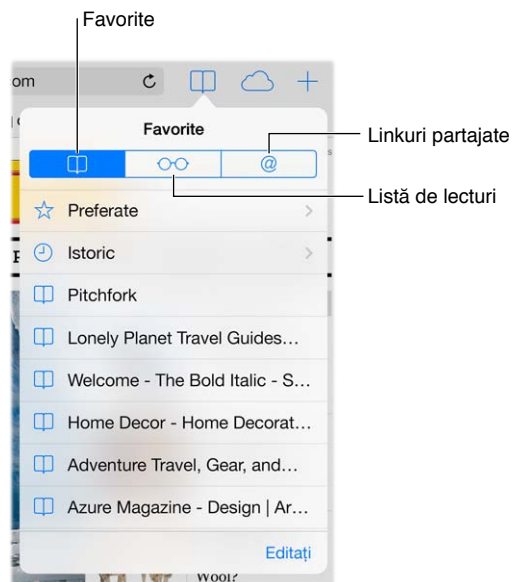 Favorite
om
Favorite
Linkuri partajate
@
Listă de lecturi
Preferate
Istoric
Pitchfork
Lonely Planet Travel Guides…
Welcome - The Bold Italic - S…
Home Decor - Home Decorat…
Adventure Travel, Gear, and…
Azure Magazine - Design | Ar…
Editați
Wool?